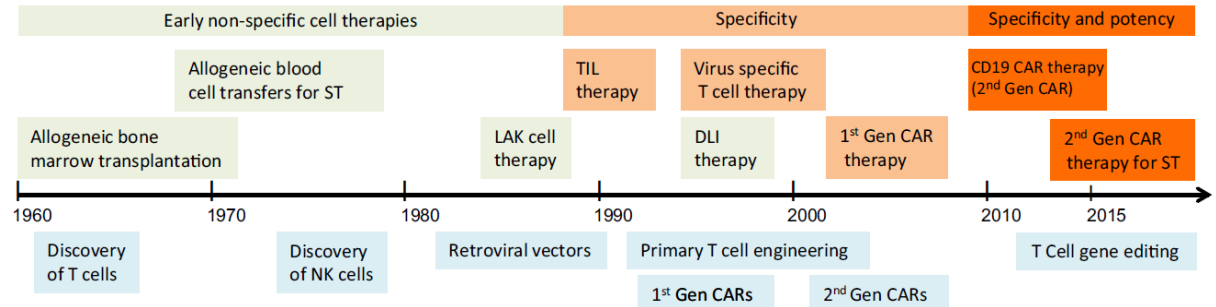 Early non-specific cell therapies
Specificity
Specificity and potency
Allogeneic blood
cell transfers for ST
TIL
therapy
Virus specific
T cell therapy
CD19 CAR therapy
(2nd Gen CAR)
Allogeneic bone
marrow transplantation
LAK cell
therapy
DLI
therapy
1st Gen CAR
therapy
2nd Gen CAR
therapy for ST
1960
1970
1980
1990
2000
2010
2015
Discovery
of T cells
Discovery
of NK cells
Retroviral vectors
Primary T cell engineering
T Cell gene editing
1st Gen CARs
2nd Gen CARs